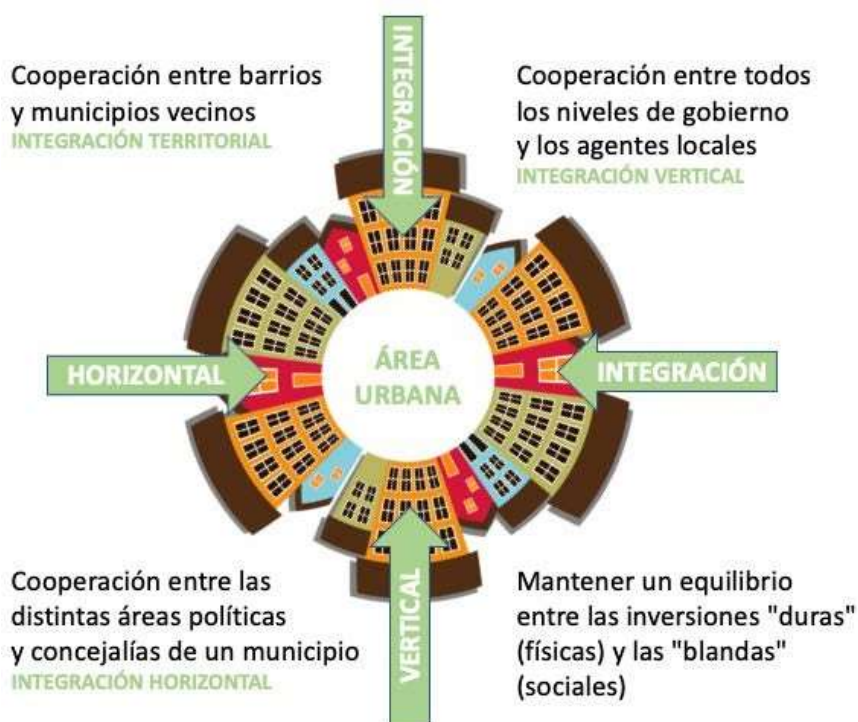 Cooperación entre barrios
y municipios vecinos
INTEGRACIÓN TERRITORIAL
INTEGRACIÓN
Cooperación entre todos
los niveles de gobierno
y los agentes locales
INTEGRACIÓN VERTICAL
HORIZONTAL
ÁREA
URBANA
INTEGRACIÓN
Cooperación entre las
distintas áreas políticas
y concejalías de un municipio
INTEGRACIÓN HORIZONTAL
VERTICAL
Mantener un equilibrio
entre las inversiones "duras"
(físicas) y las "blandas"
(sociales)